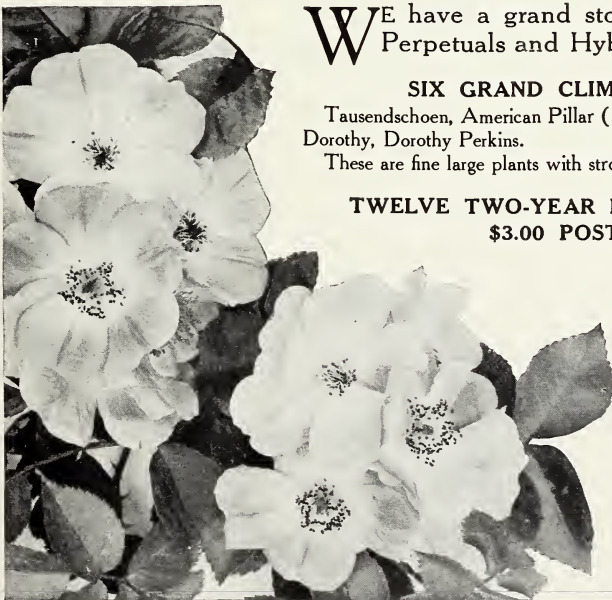 WE have a grand sto
Perpetuals and Hyb
SIX GRAND CLIM
Tausendschoen, American Pillar (
Dorothy, Dorothy Perkins.
These are fine large plants with stro
TWELVE TWO-YEAR
$3.00 POST